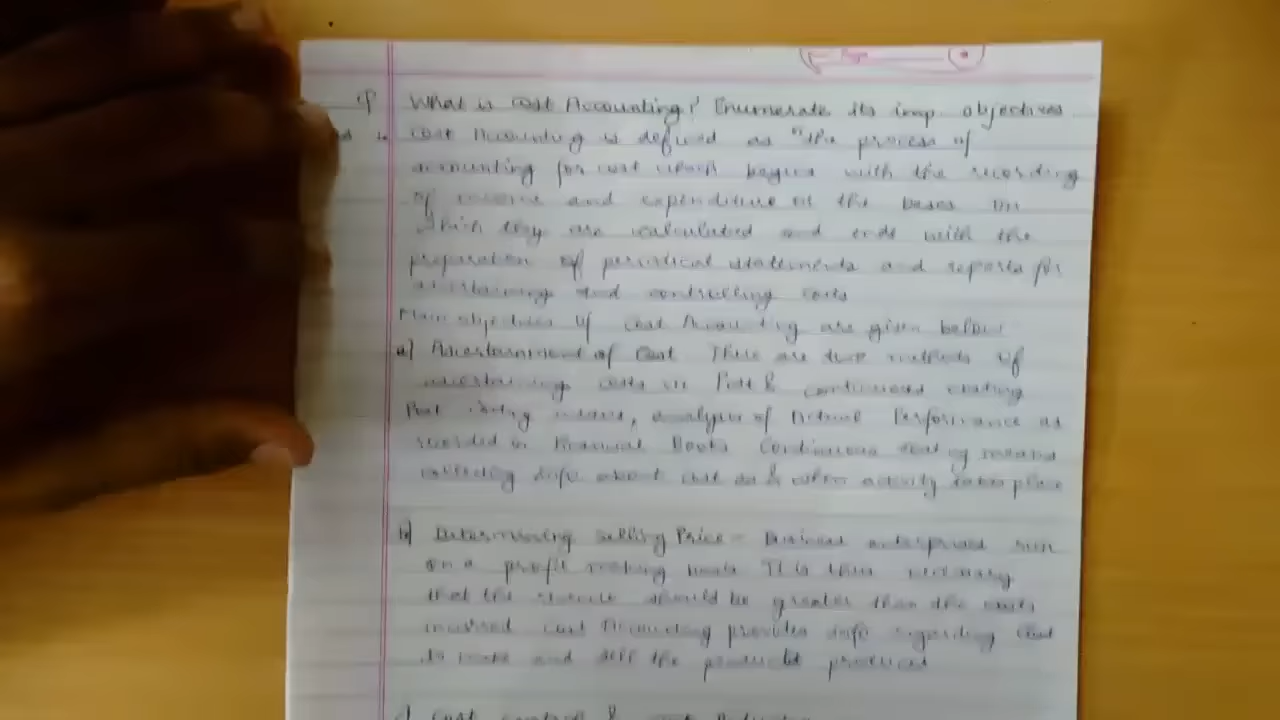 What is cost Accounting? Enumerate its imp. objectives
Cost Accounting is defined as "the process of
accounting for cost which begins with the recording
of income and expenditure or the bases on
which they are calculated and ends with the
preparation of periodical statements and reports for
ascertaining and controlling costs
Main objectives of Cost Accounting are given below:
a) Ascertainment of Cost There are two methods of
ascertaining costs Post & continuous costing
Post costing means, analysis of Actual Performance as
recorded in Financial Books Continuous costing means
collecting info about cost as & when activity takes place
b) Determining Selling Price - Business enterprises run
on a profit making basis It is thus necessary
that the revenue should be greater than the costs
incurred cost Accounting provides info regarding cost
to make and sell the products produced
c) Cost control &